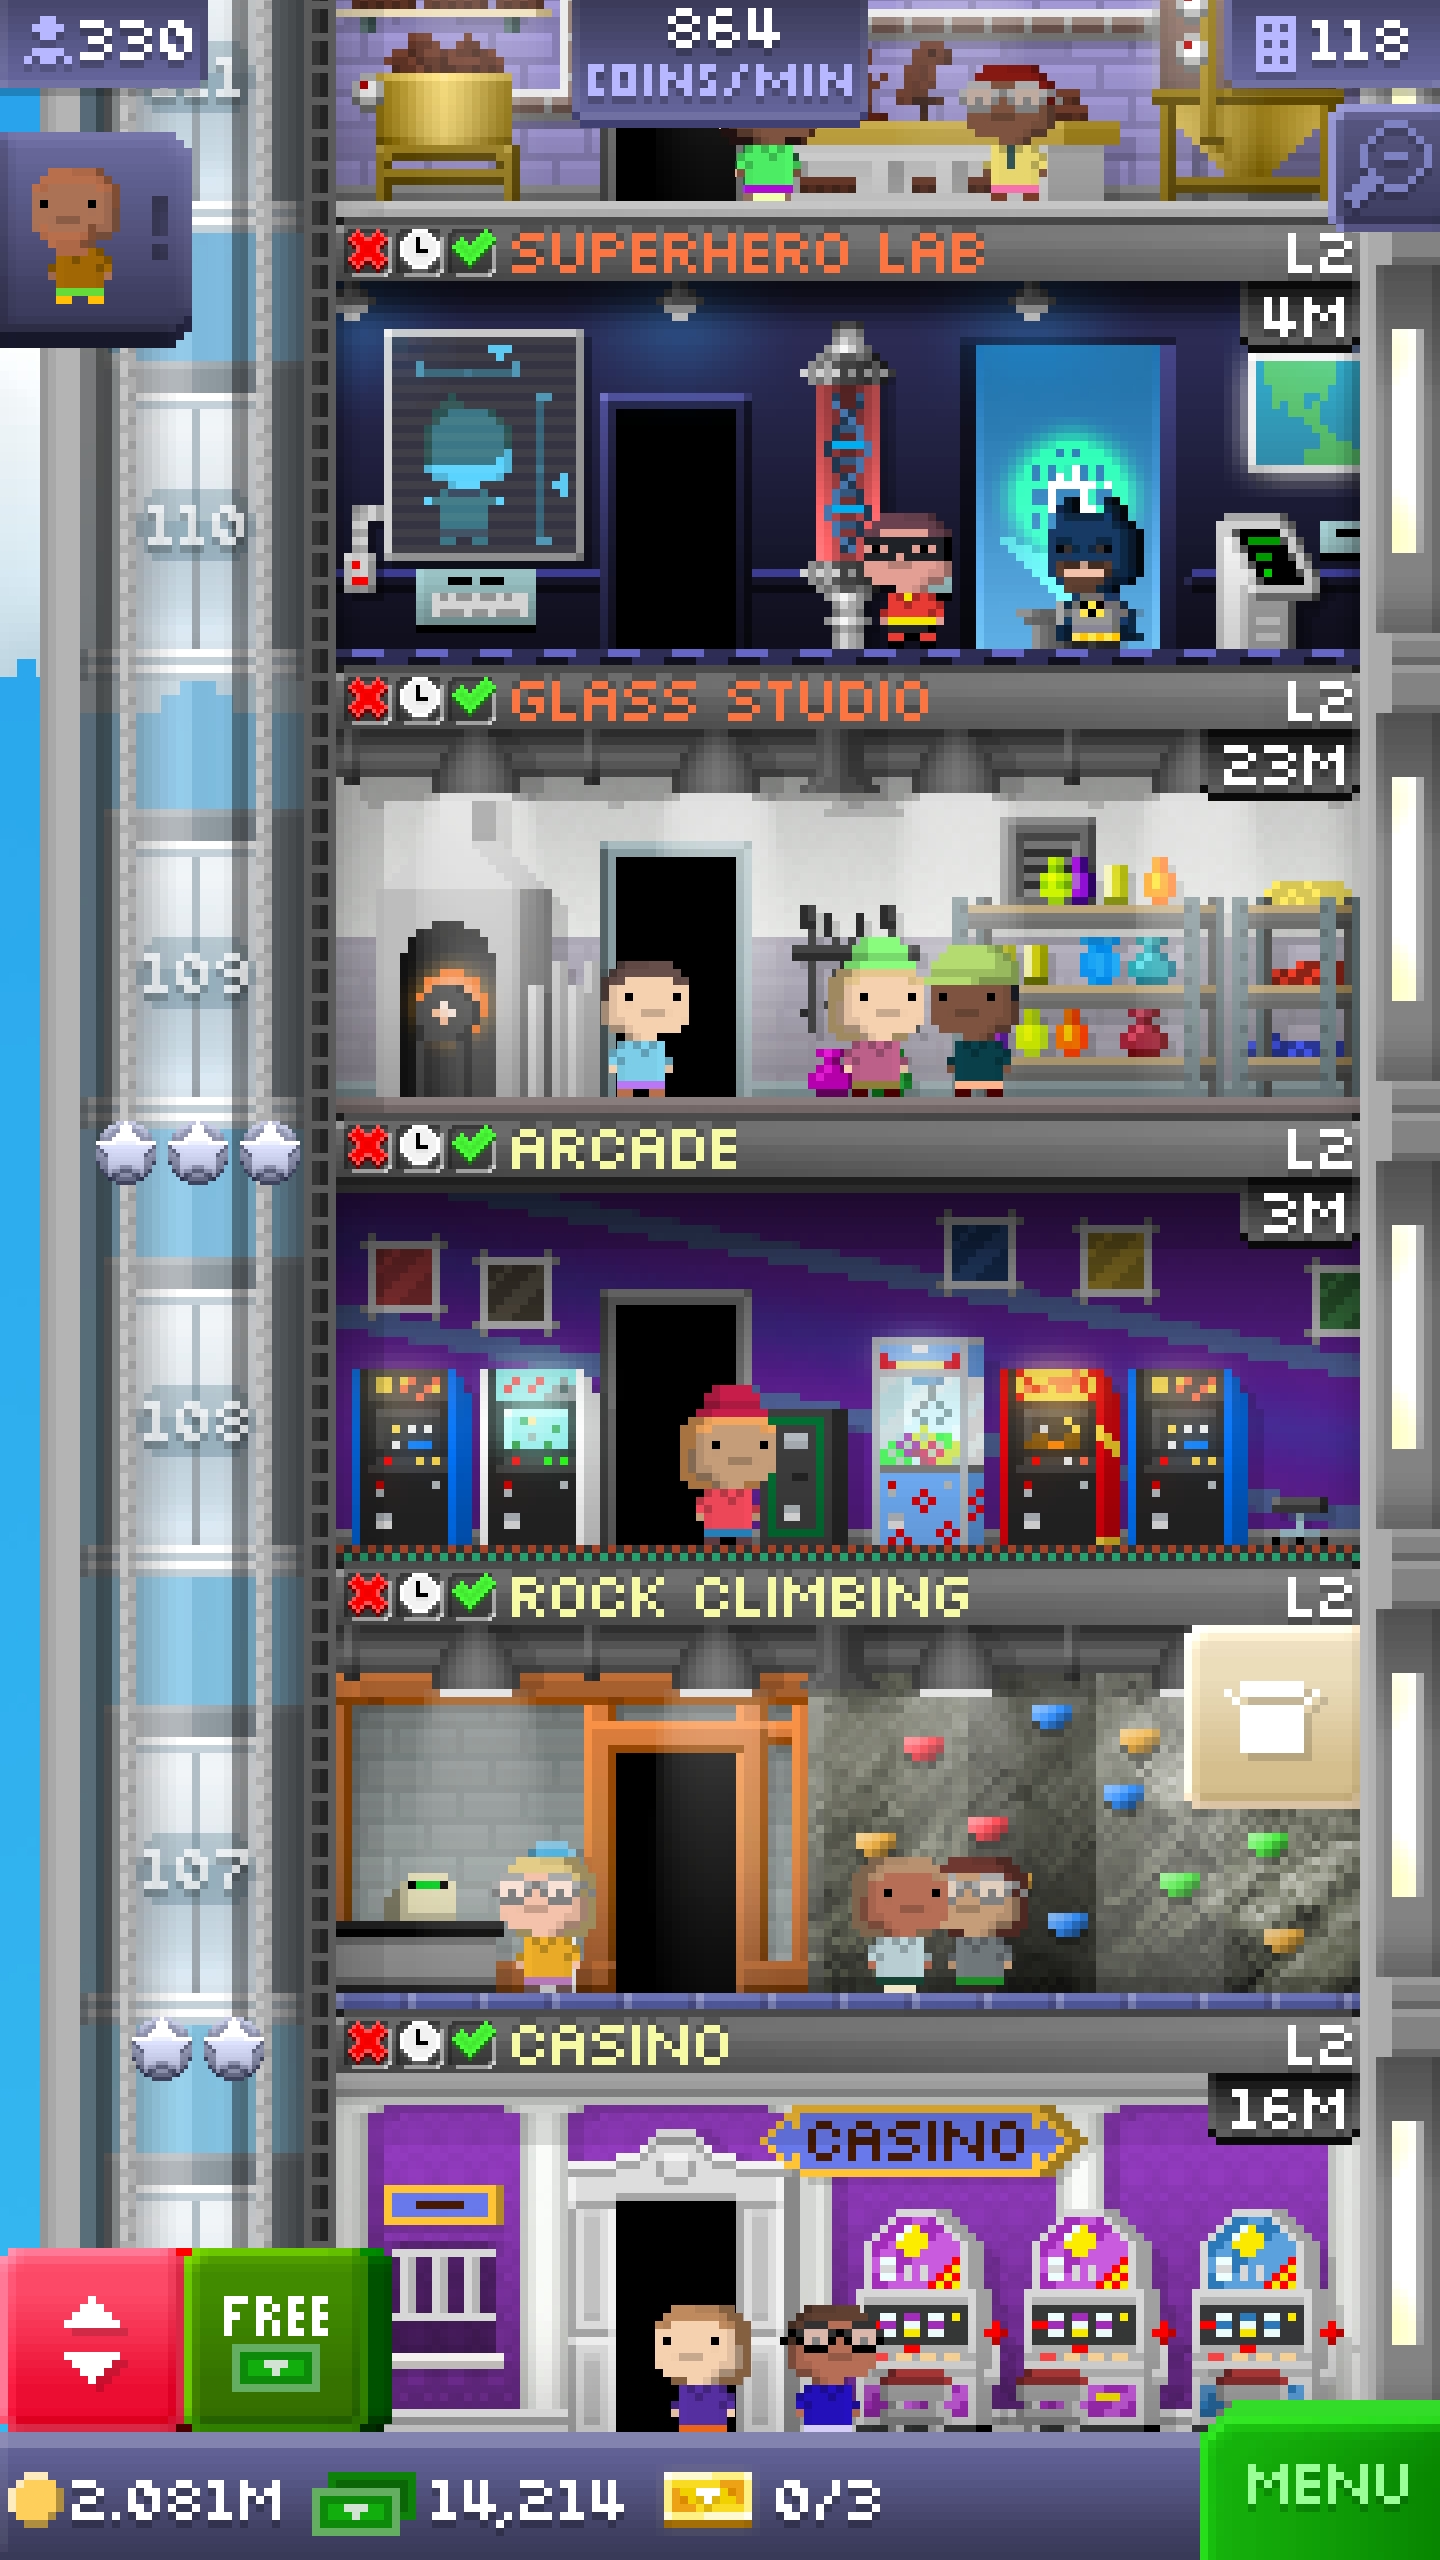 330
864
COINS/MIN
118
SUPERHERO LAB
L2
4M
110
GLASS STUDIO
L2
23M
109
ARCADE
L2
3M
108
ROCK CLIMBING
L2
107
CASINO
L2
16M
CASINO
FREE
2.081M
14,214
0/3
MENU